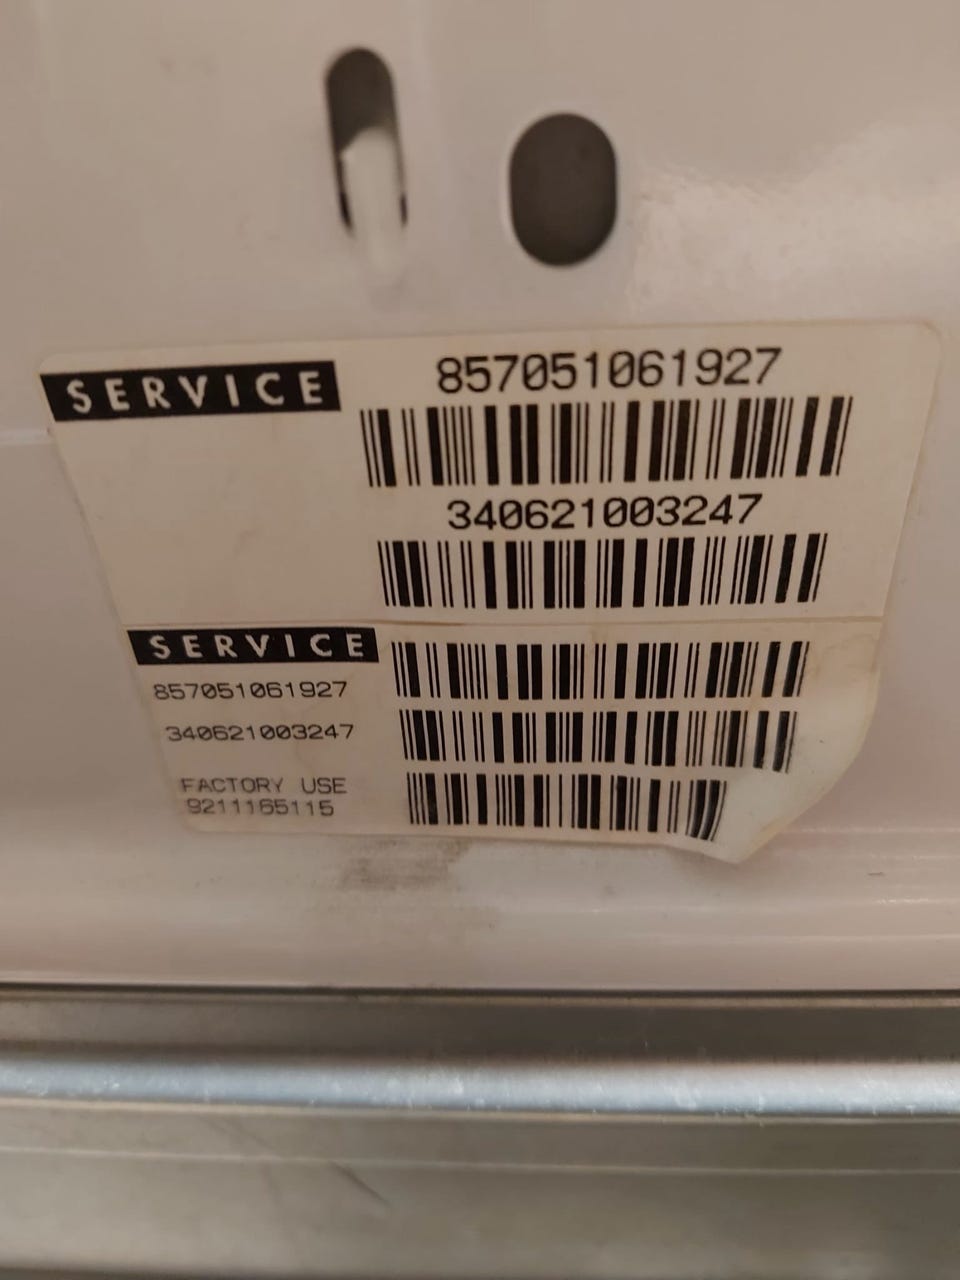 SERVICE
857051061927
340621003247
SERVICE
857051061927
340621003247
FACTORY USE
9211165115